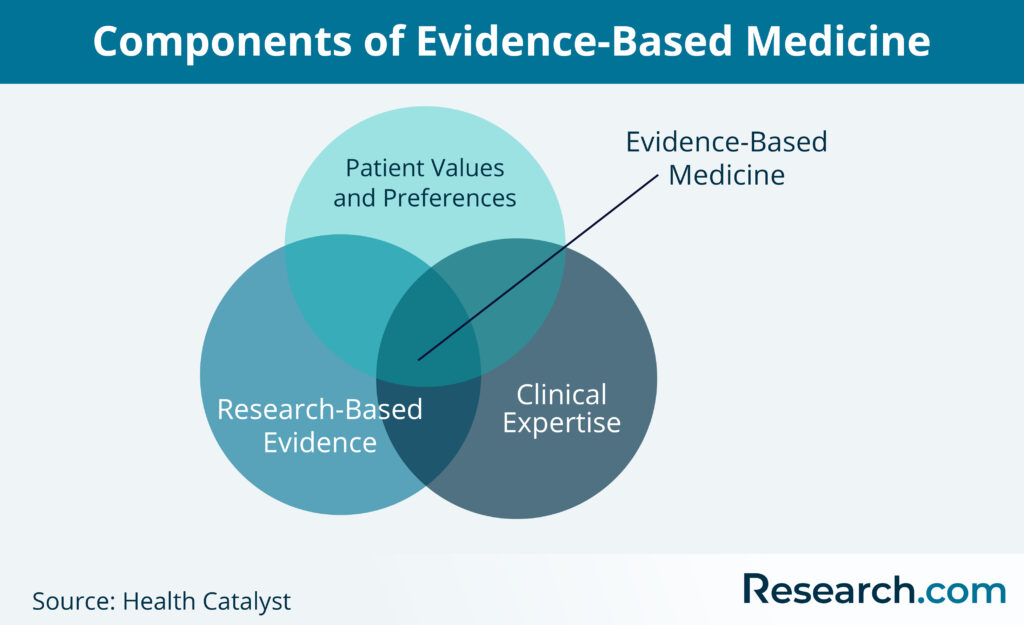 Components of Evidence-Based Medicine
Patient Values
and Preferences
Evidence-Based
Medicine
Research-Based
Evidence
Clinical
Expertise
Source: Health Catalyst
Research.com